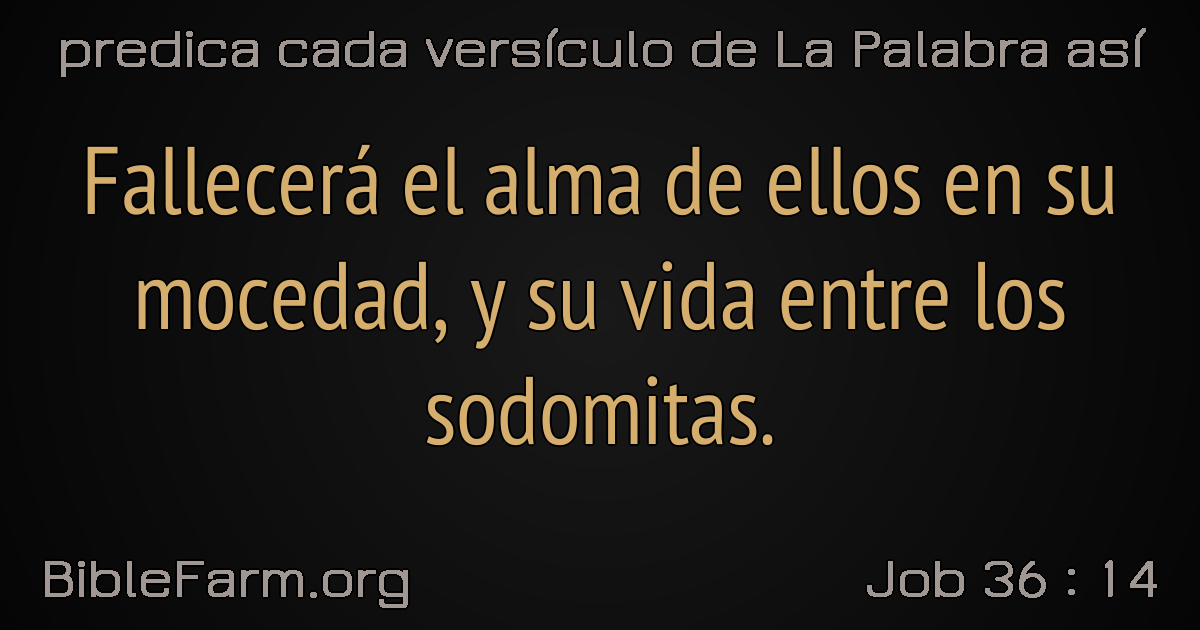 predica cada versículo de La Palabra así
Fallecerá el alma de ellos en su
mocedad, y su vida entre los
sodomitas.
BibleFarm.org
Job 36 : 14